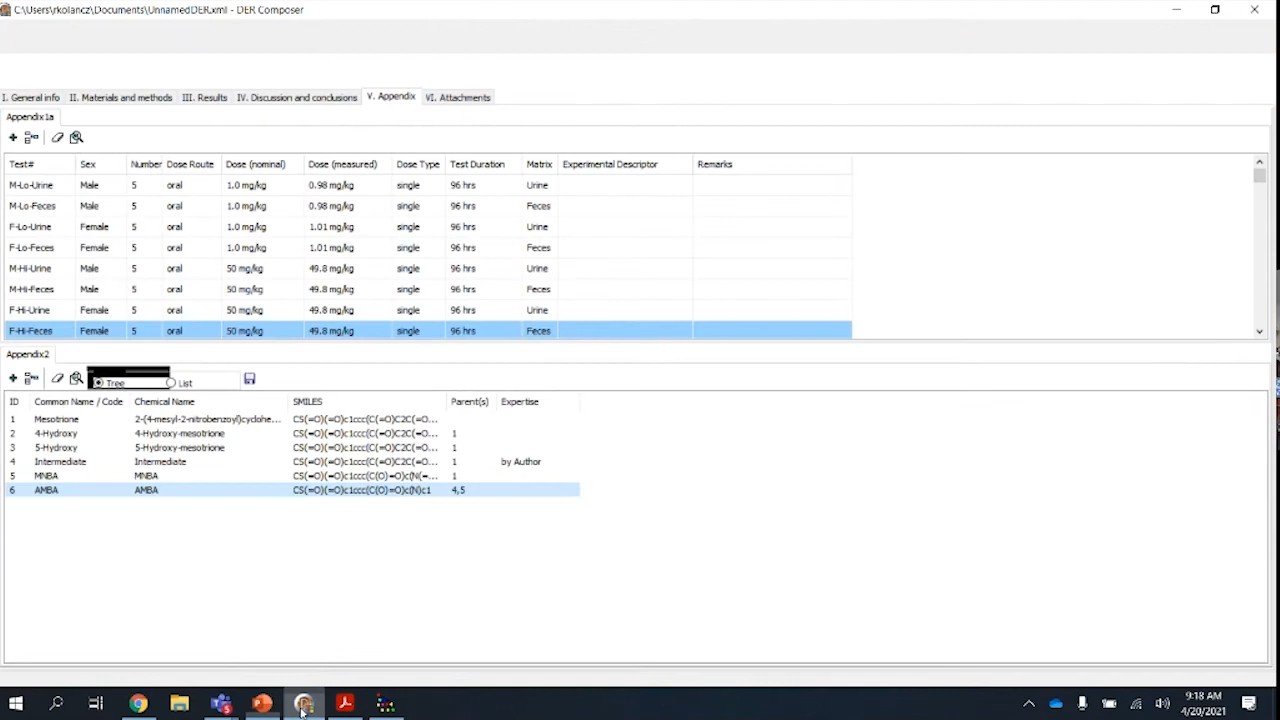 C:\Users\rkolancz\Documents\UnnamedDER.xml - DER Composer
I. General info II. Materials and methods III. Results IV. Discussion and conclusions V. Appendix VI. Attachments
Appendix1a
Test# Sex Number Dose Route Dose (nominal) Dose (measured) Dose Type Test Duration Matrix Experimental Descriptor Remarks
M-Lo-Urine Male 5 oral 1.0 mg/kg 0.98 mg/kg single 96 hrs Urine
M-Lo-Feces Male 5 oral 1.0 mg/kg 0.98 mg/kg single 96 hrs Feces
F-Lo-Urine Female 5 oral 1.0 mg/kg 1.01 mg/kg single 96 hrs Urine
F-Lo-Feces Female 5 oral 1.0 mg/kg 1.01 mg/kg single 96 hrs Feces
M-Hi-Urine Male 5 oral 50 mg/kg 49.8 mg/kg single 96 hrs Urine
M-Hi-Feces Male 5 oral 50 mg/kg 49.8 mg/kg single 96 hrs Feces
F-Hi-Urine Female 5 oral 50 mg/kg 49.8 mg/kg single 96 hrs Urine
F-Hi-Feces Female 5 oral 50 mg/kg 49.8 mg/kg single 96 hrs Feces
Appendix2
Tree List
ID Common Name / Code Chemical Name SMILES Parent(s) Expertise
1 Mesotrione 2-(4-mesyl-2-nitrobenzoyl)cyclohe... CS(=O)(=O)c1ccc(C(=O)C2C(=O...
2 4-Hydroxy 4-Hydroxy-mesotrione CS(=O)(=O)c1ccc(C(=O)C2C(=O... 1
3 5-Hydroxy 5-Hydroxy-mesotrione CS(=O)(=O)c1ccc(C(=O)C2C(=O... 1
4 Intermediate Intermediate CS(=O)(=O)c1ccc(C(=O)C2C(=O... 1 by Author
5 MNBA MNBA CS(=O)(=O)c1ccc(C(O)=O)c(N(=... 1
6 AMBA AMBA CS(=O)(=O)c1ccc(C(O)=O)c(N)c1 4,5
9:18 AM
4/20/2021